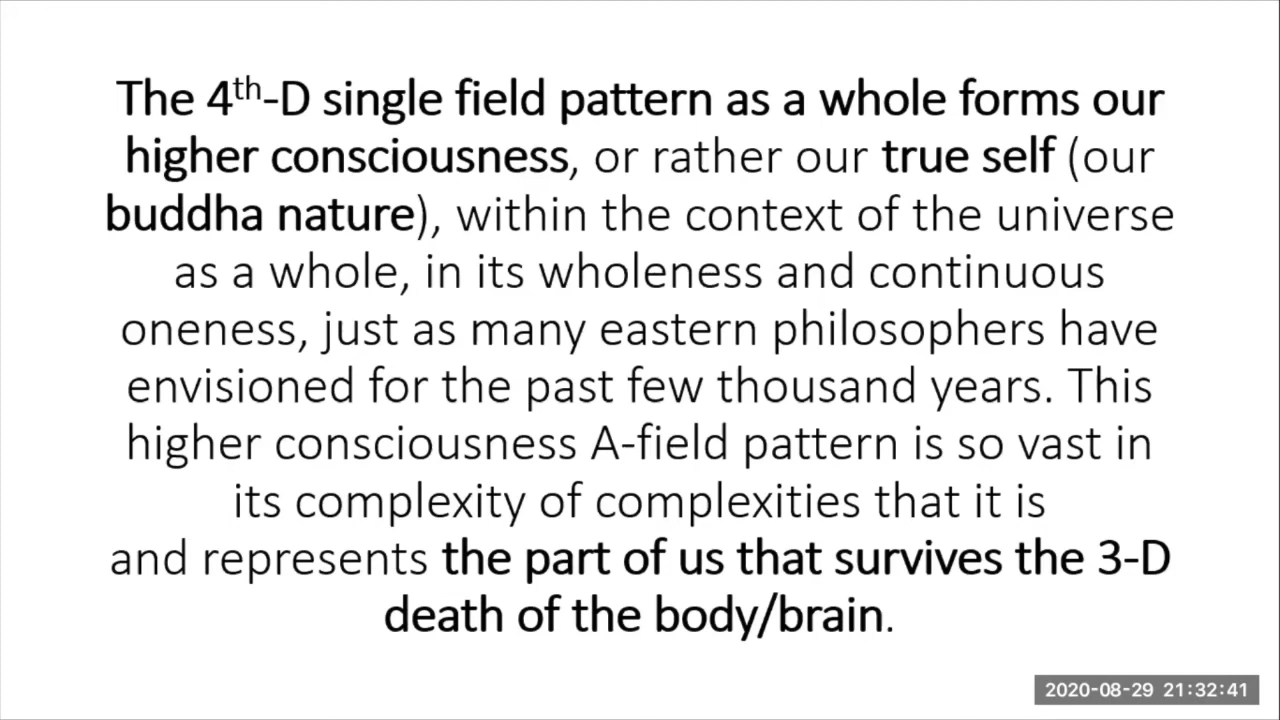 The 4th-D single field pattern as a whole forms our
higher consciousness, or rather our true self (our
buddha nature), within the context of the universe
as a whole, in its wholeness and continuous
oneness, just as many eastern philosophers have
envisioned for the past few thousand years. This
higher consciousness A-field pattern is so vast in
its complexity of complexities that it is
and represents the part of us that survives the 3-D
death of the body/brain.
2020-08-29 21:32:41